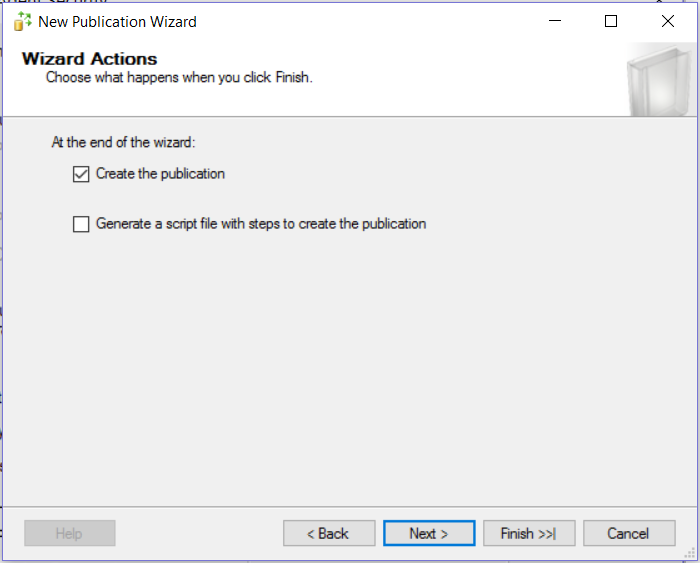 New Publication Wizard
Wizard Actions
Choose what happens when you click Finish.
At the end of the wizard:
Create the publication
Generate a script file with steps to create the publication
Help
< Back
Next >
Finish >>|
Cancel